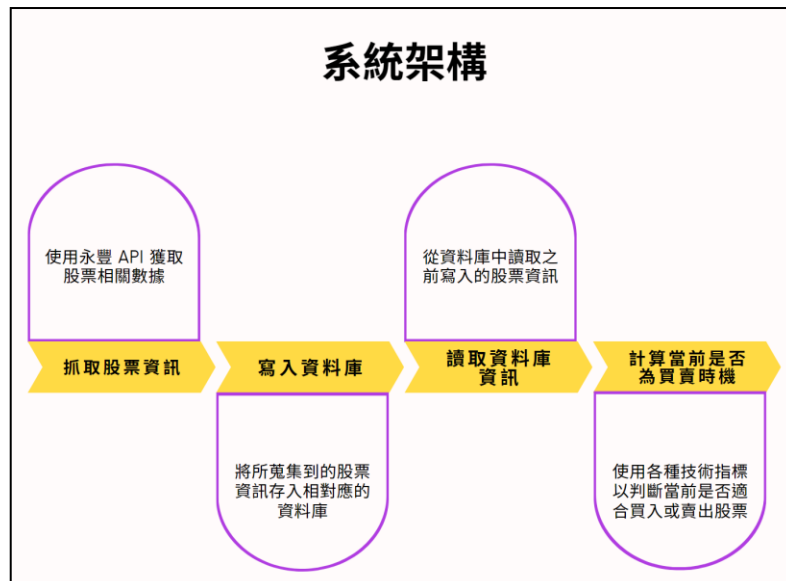 系統架構
使用永豐 API 獲取
股票相關數據
從資料庫中讀取之
前寫入的股票資訊
抓取股票資訊
寫入資料庫
讀取資料庫
資訊
計算當前是否
為買賣時機
將所蒐集到的股票
資訊存入相對應的
資料庫
使用各種技術指標
以判斷當前是否適
合買入或賣出股票